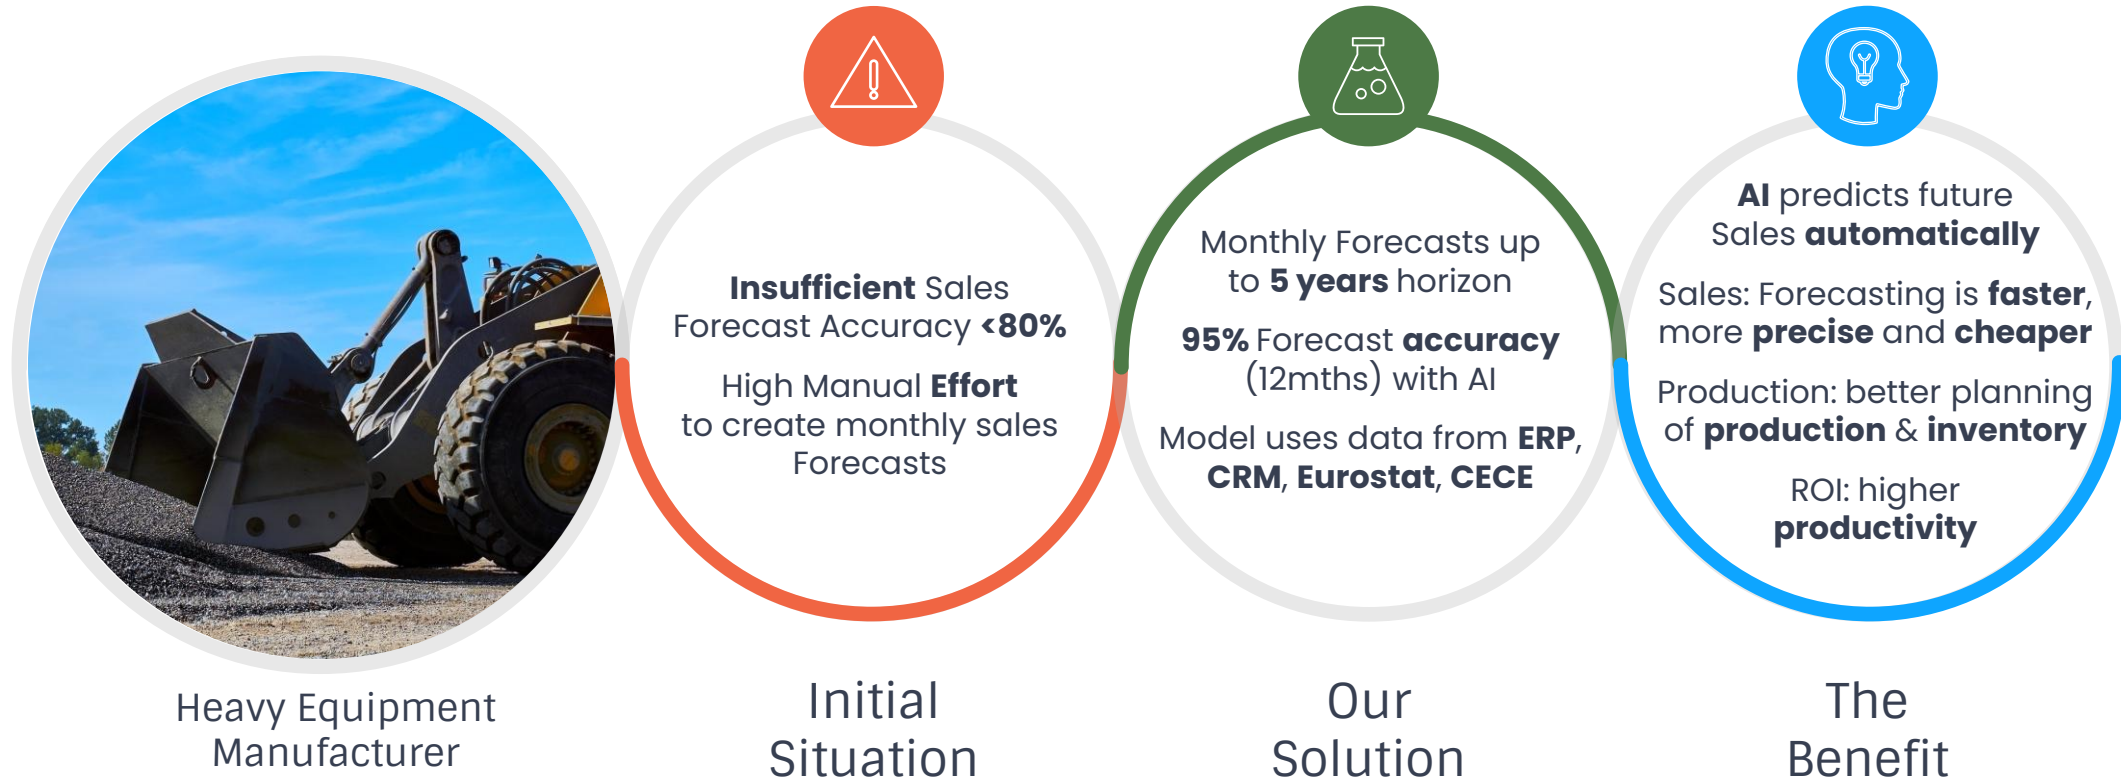 Insufficient Sales
Forecast Accuracy <80%
High Manual Effort
to create monthly sales
Forecasts
Monthly Forecasts up
to 5 years horizon
95% Forecast accuracy
(12mths) with AI
Model uses data from ERP,
CRM, Eurostat, CECE
AI predicts future
Sales automatically
Sales: Forecasting is faster,
more precise and cheaper
Production: better planning
of production & inventory
ROI: higher
productivity
Heavy Equipment
Manufacturer
Initial
Situation
Our
Solution
The
Benefit